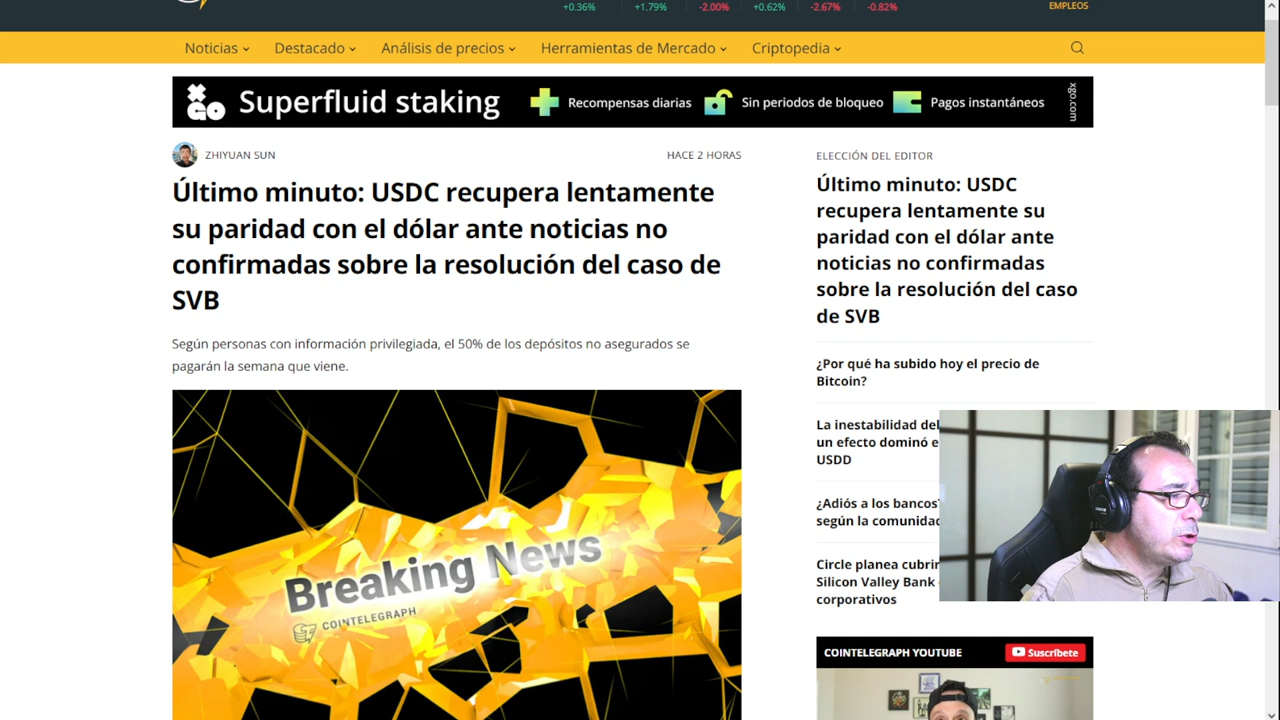 +0.36% +1.79% -2.00% +0.62% -2.67% -0.82%
EMPLEOS
Noticias Destacado Análisis de precios Herramientas de Mercado Criptopedia
XGO Superfluid staking Recompensas diarias Sin periodos de bloqueo Pagos instantáneos xgo.com
ZHIYUAN SUN HACE 2 HORAS
Último minuto: USDC recupera lentamente
su paridad con el dólar ante noticias no
confirmadas sobre la resolución del caso de
SVB
Según personas con información privilegiada, el 50% de los depósitos no asegurados se
pagarán la semana que viene.
Breaking News
COINTELEGRAPH
ELECCIÓN DEL EDITOR
Último minuto: USDC
recupera lentamente su
paridad con el dólar ante
noticias no confirmadas
sobre la resolución del caso
de SVB
¿Por qué ha subido hoy el precio de
Bitcoin?
La inestabilidad del
un efecto dominó e
USDD
¿Adiós a los bancos?
según la comunidad
Circle planea cubrir
Silicon Valley Bank
corporativos
COINTELEGRAPH YOUTUBE Suscríbete